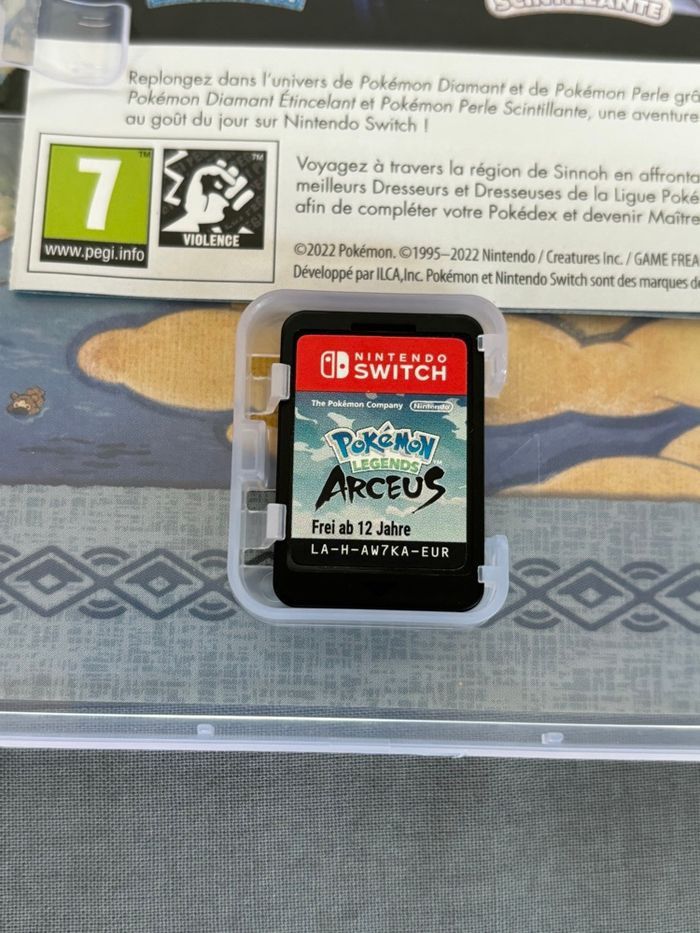 SCINTILLANTE
Replongez dans l'univers de Pokémon Diamant et de Pokémon Perle grâ
Pokémon Diamant Étincelant et Pokémon Perle Scintillante, une aventure
au goût du jour sur Nintendo Switch !
7
TM
TM
VIOLENCE
www.pegi.info
Voyagez à travers la région de Sinnoh en affronta
meilleurs Dresseurs et Dresseuses de la Ligue Poké
afin de compléter votre Pokédex et devenir Maître
©2022 Pokémon. ©1995–2022 Nintendo / Creatures Inc. / GAME FREA
Développé par ILCA,Inc. Pokémon et Nintendo Switch sont des marques de
NINTENDO
SWITCH
The Pokémon Company Nintendo
POKÉMON
LEGENDS™
ARCEUS
Frei ab 12 Jahre
LA-H-AW7KA-EUR